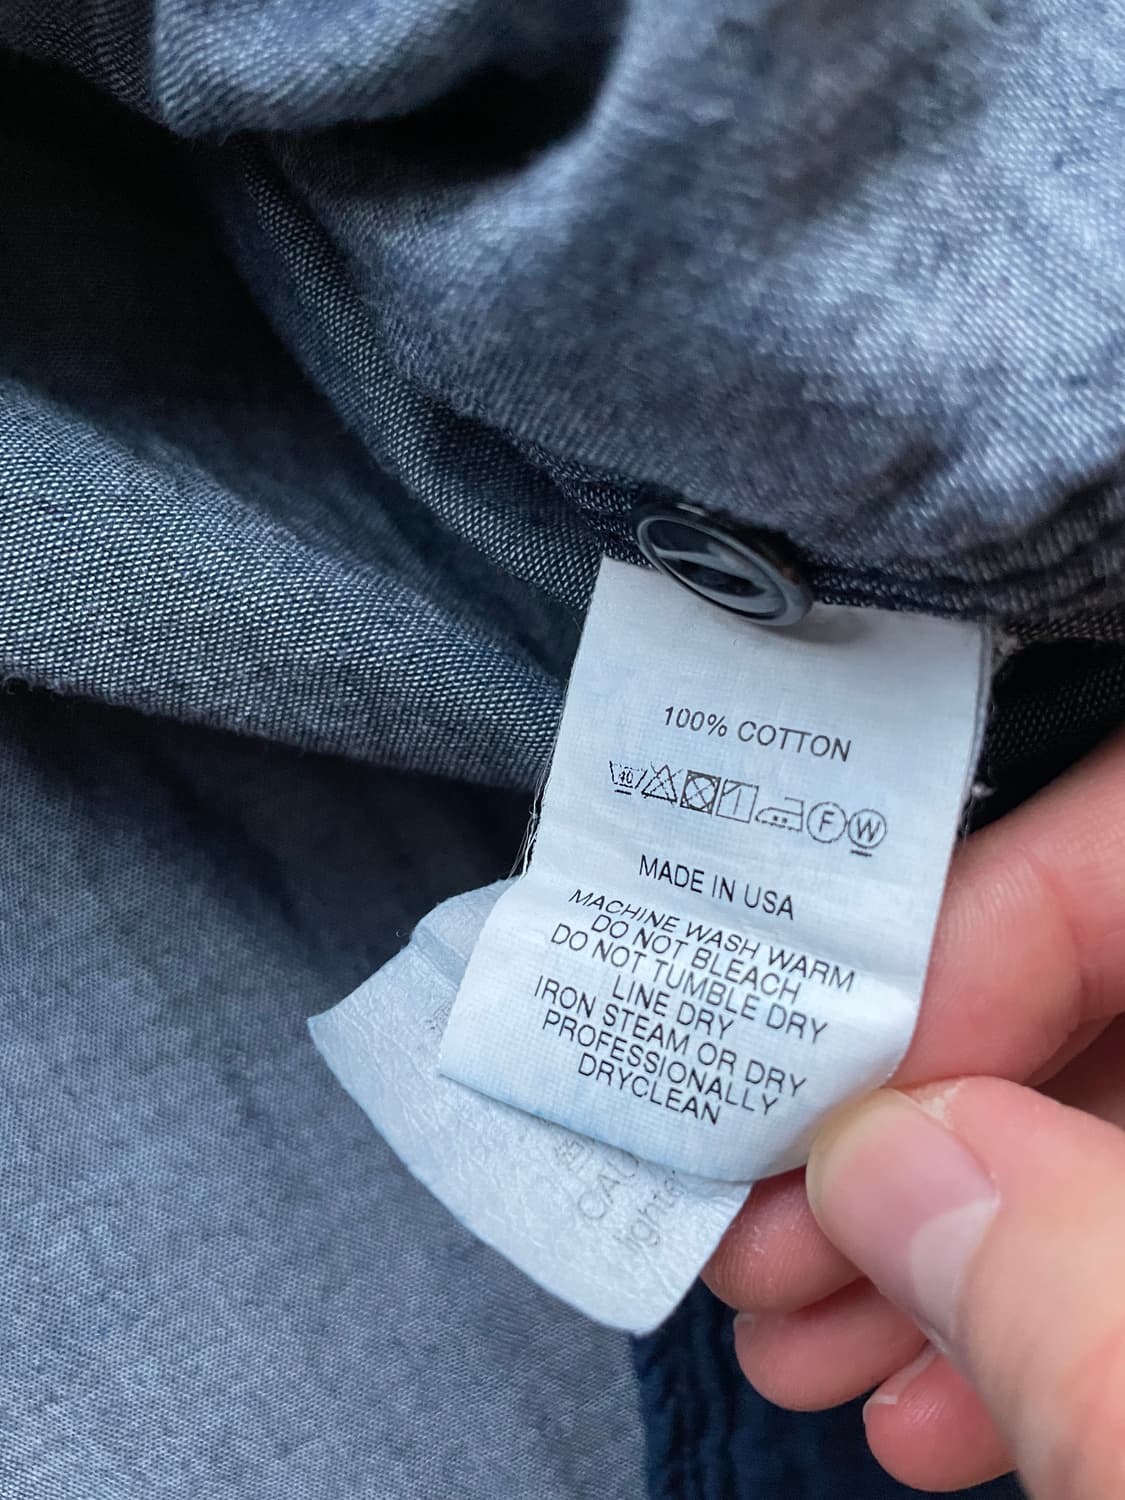 100% COTTON
40 F W
MADE IN USA
MACHINE WASH WARM
DO NOT BLEACH
DO NOT TUMBLE DRY
LINE DRY
IRON STEAM OR DRY
PROFESSIONALLY
DRYCLEAN